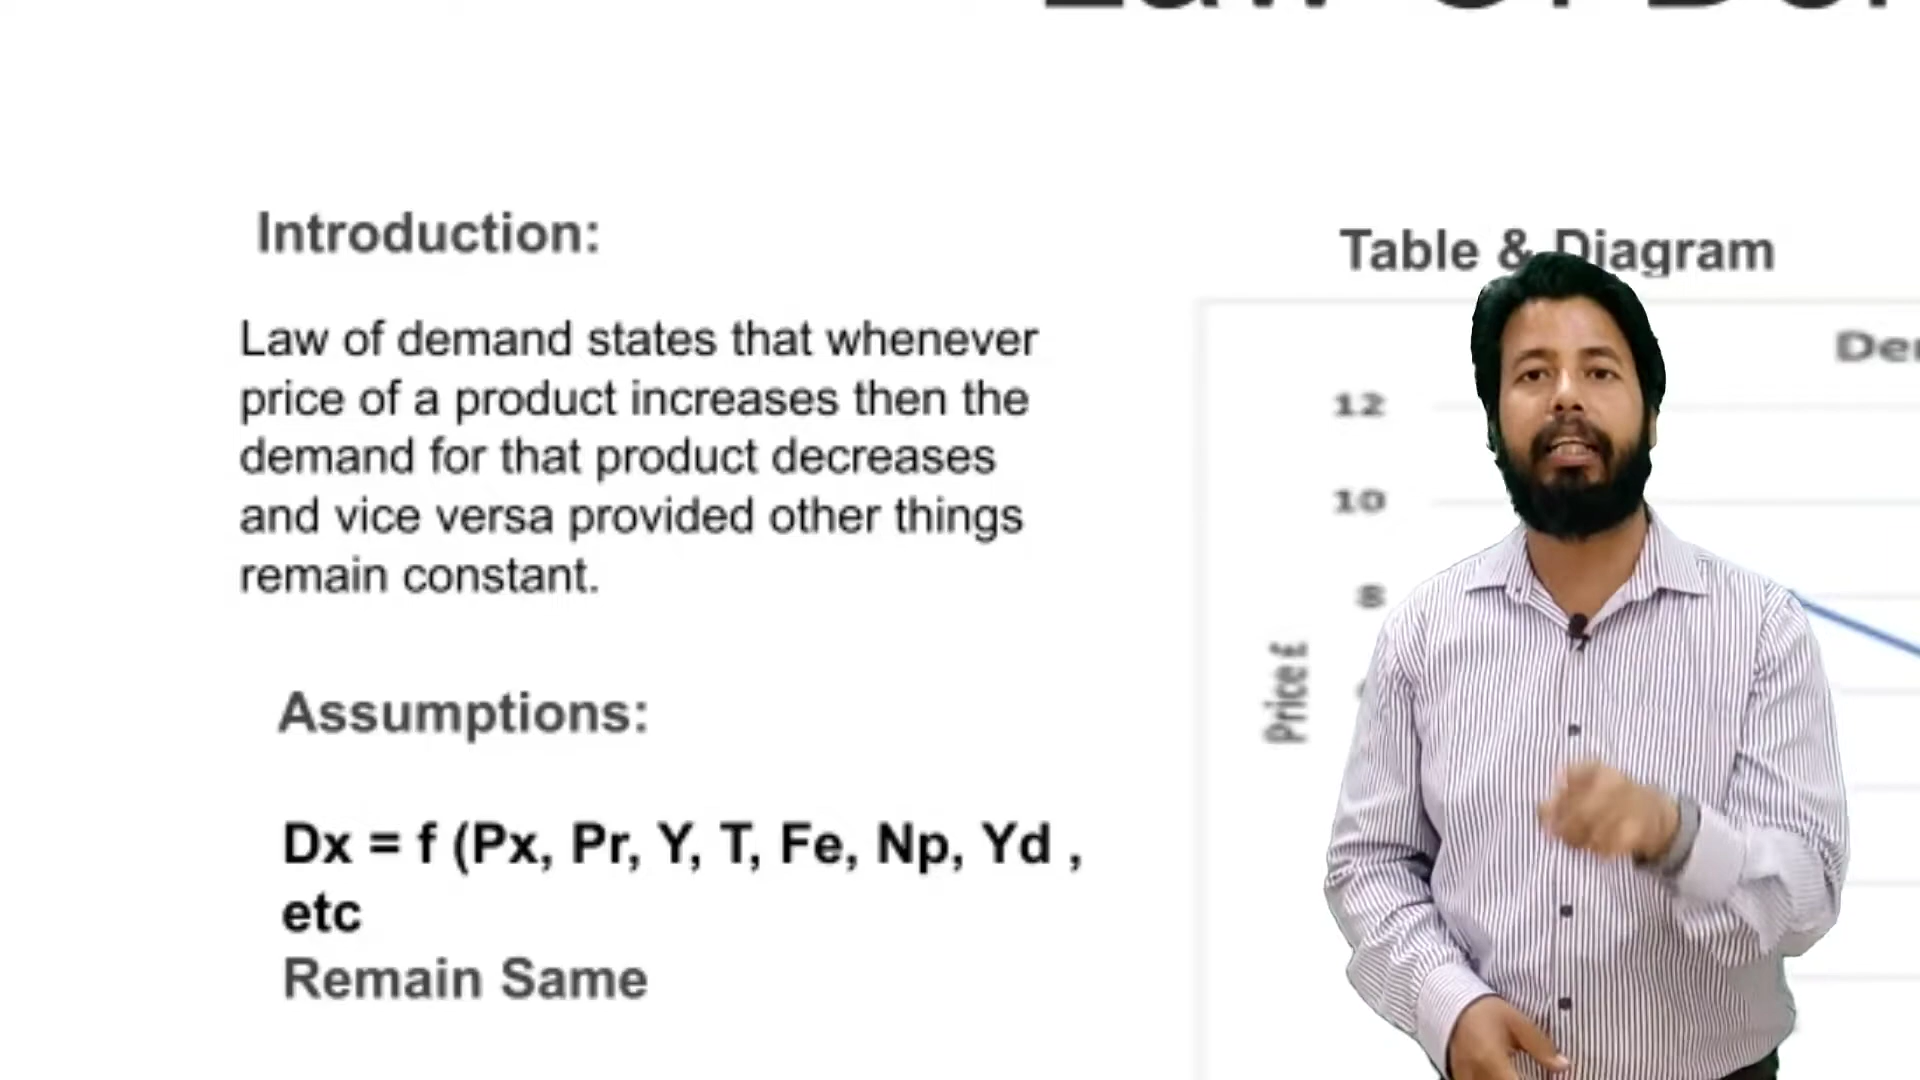 Introduction:
Law of demand states that whenever
price of a product increases then the
demand for that product decreases
and vice versa provided other things
remain constant.
Assumptions:
Dx = f (Px, Pr, Y, T, Fe, Np, Yd ,
etc
Remain Same
Table & Diagram
12
10
8
Price £